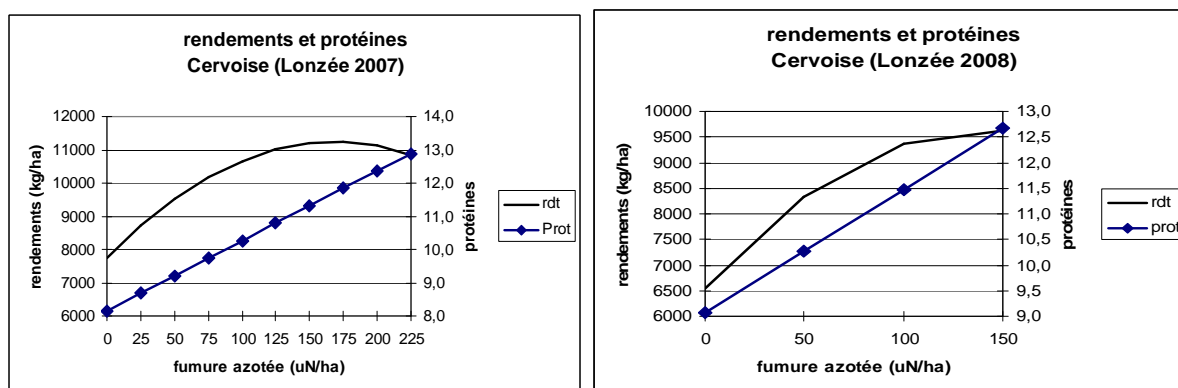 rendements et protéines
Cervoise (Lonzée 2007)
rendements (kg/ha)
12000
11000
10000
9000
8000
7000
6000
14,0
13,0
12,0
11,0
10,0
9,0
8,0
protéines
0 25 50 75 100 125 150 175 200 225
fumure azotée (uN/ha)
rdt
Prot
rendements et protéines
Cervoise (Lonzée 2008)
rendements (kg/ha)
10000
9500
9000
8500
8000
7500
7000
6500
6000
13,0
12,5
12,0
11,5
11,0
10,5
10,0
9,5
9,0
protéines
0 50 100 150
fumure azotée (uN/ha)
rdt
prot